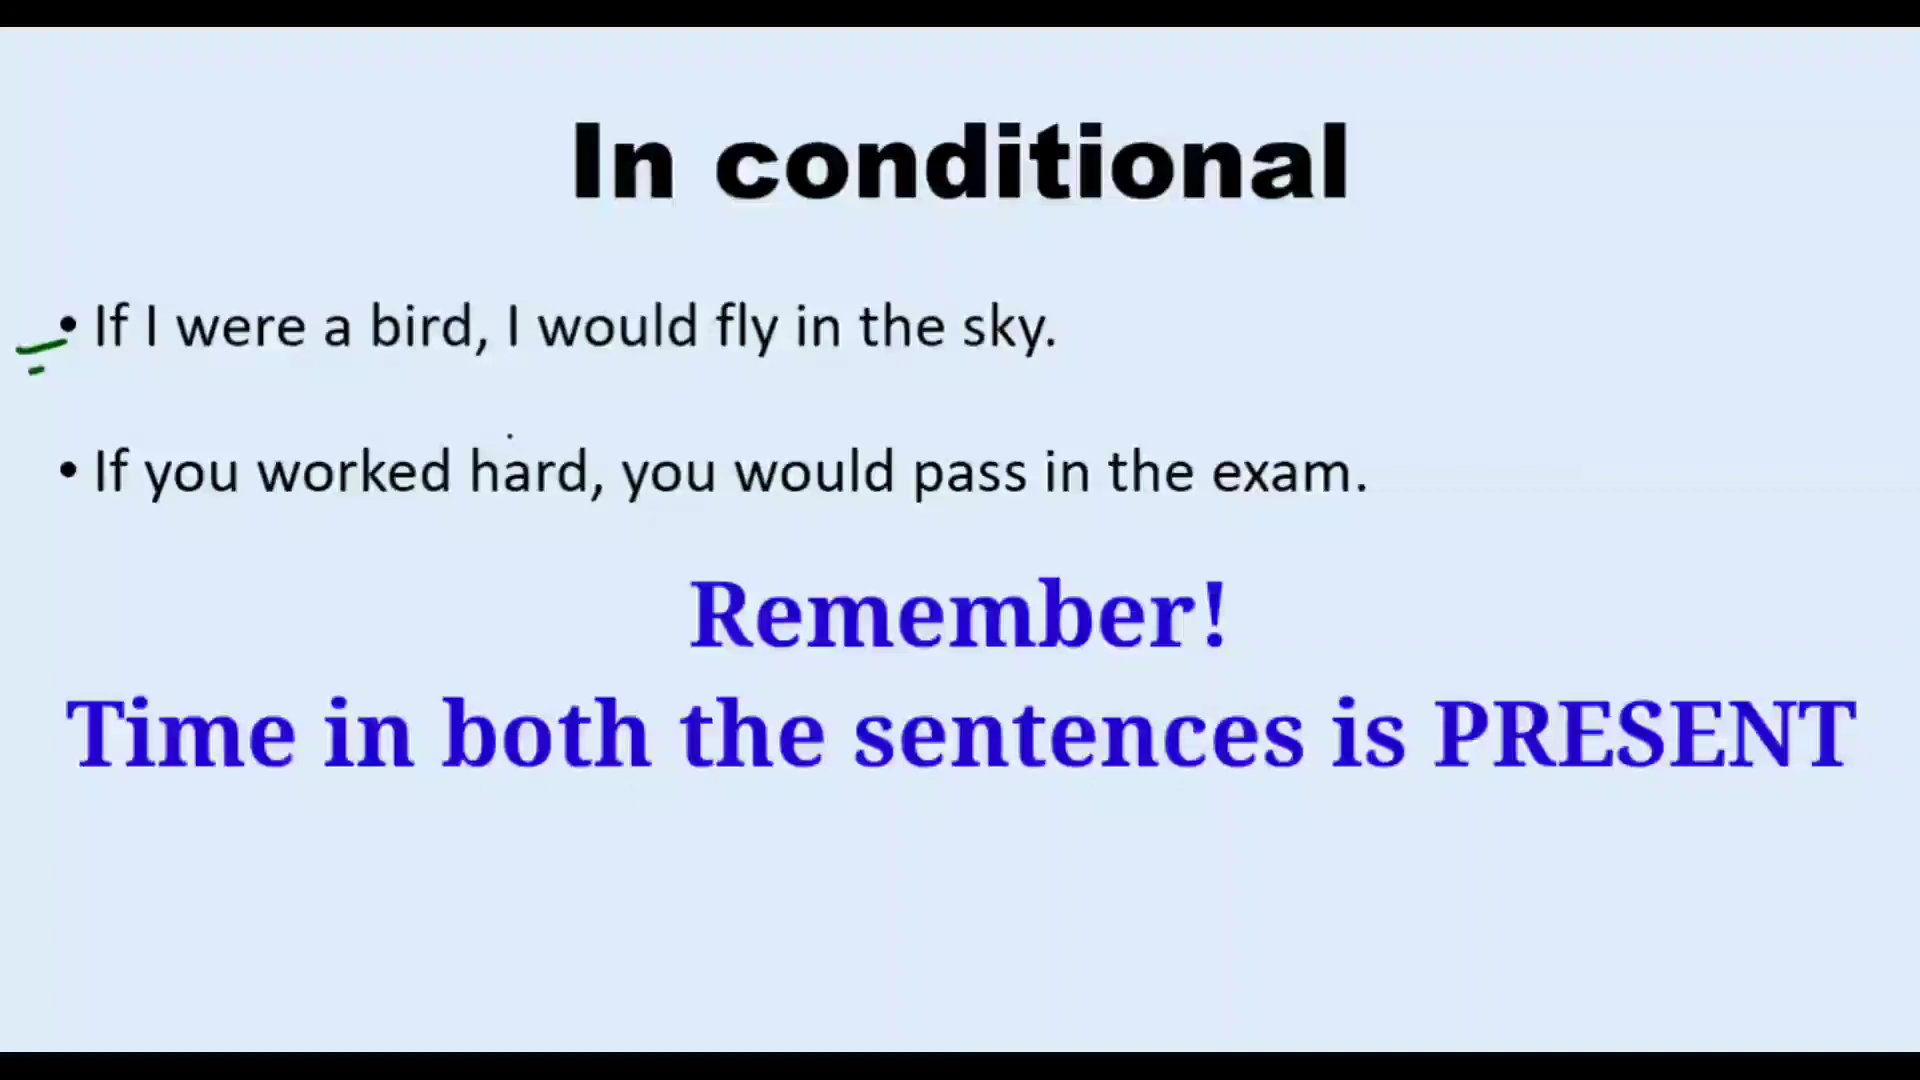 In conditional
• If I were a bird, I would fly in the sky.
• If you worked hard, you would pass in the exam.
Remember!
Time in both the sentences is PRESENT